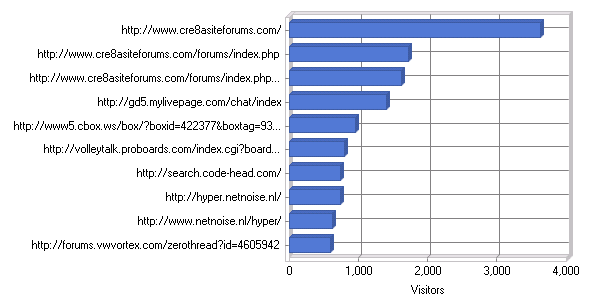 http://www.cre8asiteforums.com/
http://www.cre8asiteforums.com/forums/index.php
http://www.cre8asiteforums.com/forums/index.php...
http://gd5.mylivepage.com/chat/index
http://www5.cbox.ws/box/?boxid=422377&boxtag=93...
http://volleytalk.proboards.com/index.cgi?board...
http://search.code-head.com/
http://hyper.netnoise.nl/
http://www.netnoise.nl/hyper/
http://forums.vwvortex.com/zerothread?id=4605942
0 1,000 2,000 3,000 4,000
Visitors